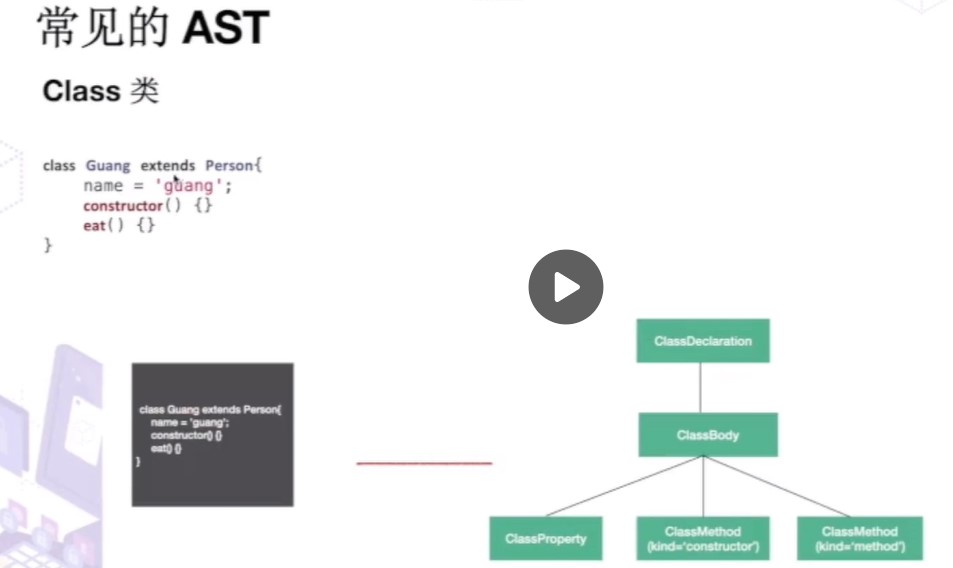 常见的 AST
Class 类
class Guang extends Person{
name = 'guang';
constructor() {}
eat() {}
}
class Guang extends Person{
name = 'guang';
constructor() {}
eat() {}
}
ClassDeclaration
ClassBody
ClassProperty
ClassMethod
(kind='constructor')
ClassMethod
(kind='method')